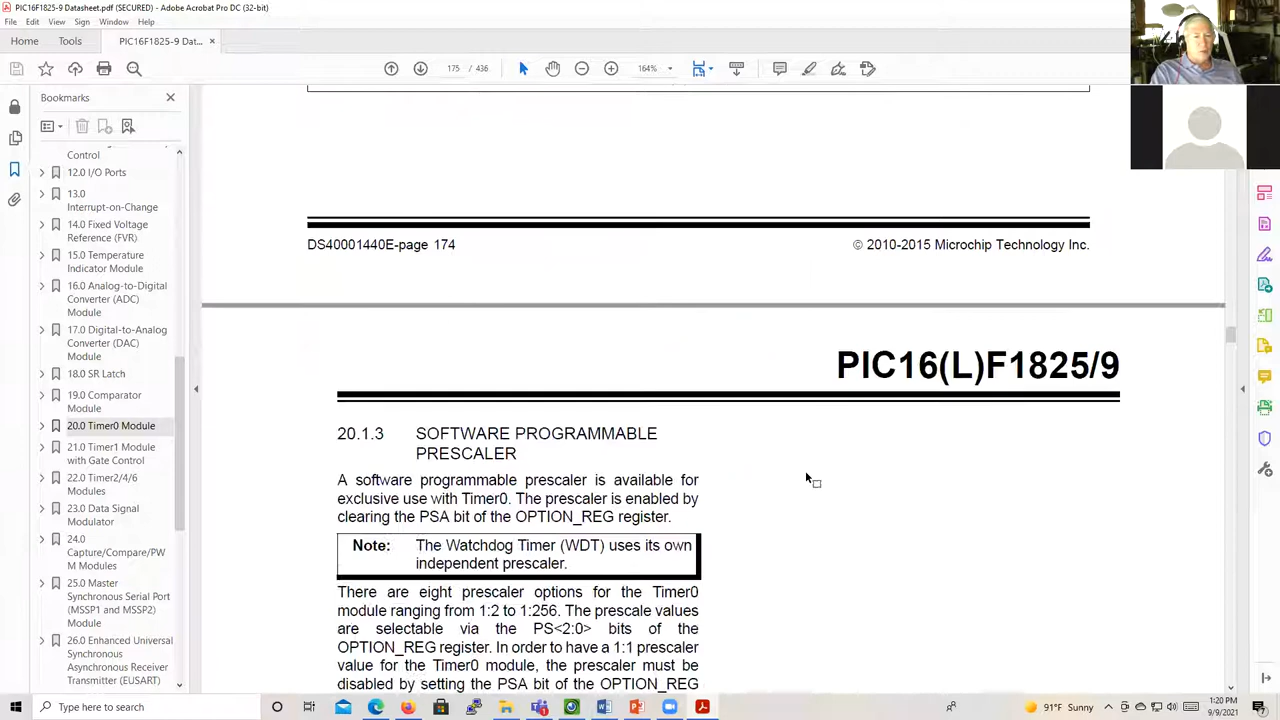 PIC16F1825-9 Datasheet.pdf (SECURED) - Adobe Acrobat Pro DC (32-bit)
File Edit View Sign Window Help
Home Tools PIC16F1825-9 Dat... ×
175 / 436 164%
Bookmarks
Control
12.0 I/O Ports
13.0
Interrupt-on-Change
14.0 Fixed Voltage
Reference (FVR)
15.0 Temperature
Indicator Module
16.0 Analog-to-Digital
Converter (ADC)
Module
17.0 Digital-to-Analog
Converter (DAC)
Module
18.0 SR Latch
19.0 Comparator
Module
20.0 Timer0 Module
21.0 Timer1 Module
with Gate Control
22.0 Timer2/4/6
Modules
23.0 Data Signal
Modulator
24.0
Capture/Compare/PW
M Modules
25.0 Master
Synchronous Serial Port
(MSSP1 and MSSP2)
Module
26.0 Enhanced Universal
Synchronous
Asynchronous Receiver
Transmitter (EUSART)
DS40001440E-page 174
© 2010-2015 Microchip Technology Inc.
PIC16(L)F1825/9
20.1.3 SOFTWARE PROGRAMMABLE
PRESCALER
A software programmable prescaler is available for
exclusive use with Timer0. The prescaler is enabled by
clearing the PSA bit of the OPTION_REG register.
Note: The Watchdog Timer (WDT) uses its own
independent prescaler.
There are eight prescaler options for the Timer0
module ranging from 1:2 to 1:256. The prescale values
are selectable via the PS<2:0> bits of the
OPTION_REG register. In order to have a 1:1 prescaler
value for the Timer0 module, the prescaler must be
disabled by setting the PSA bit of the OPTION_REG
Type here to search
91°F Sunny
1:20 PM
9/9/2021